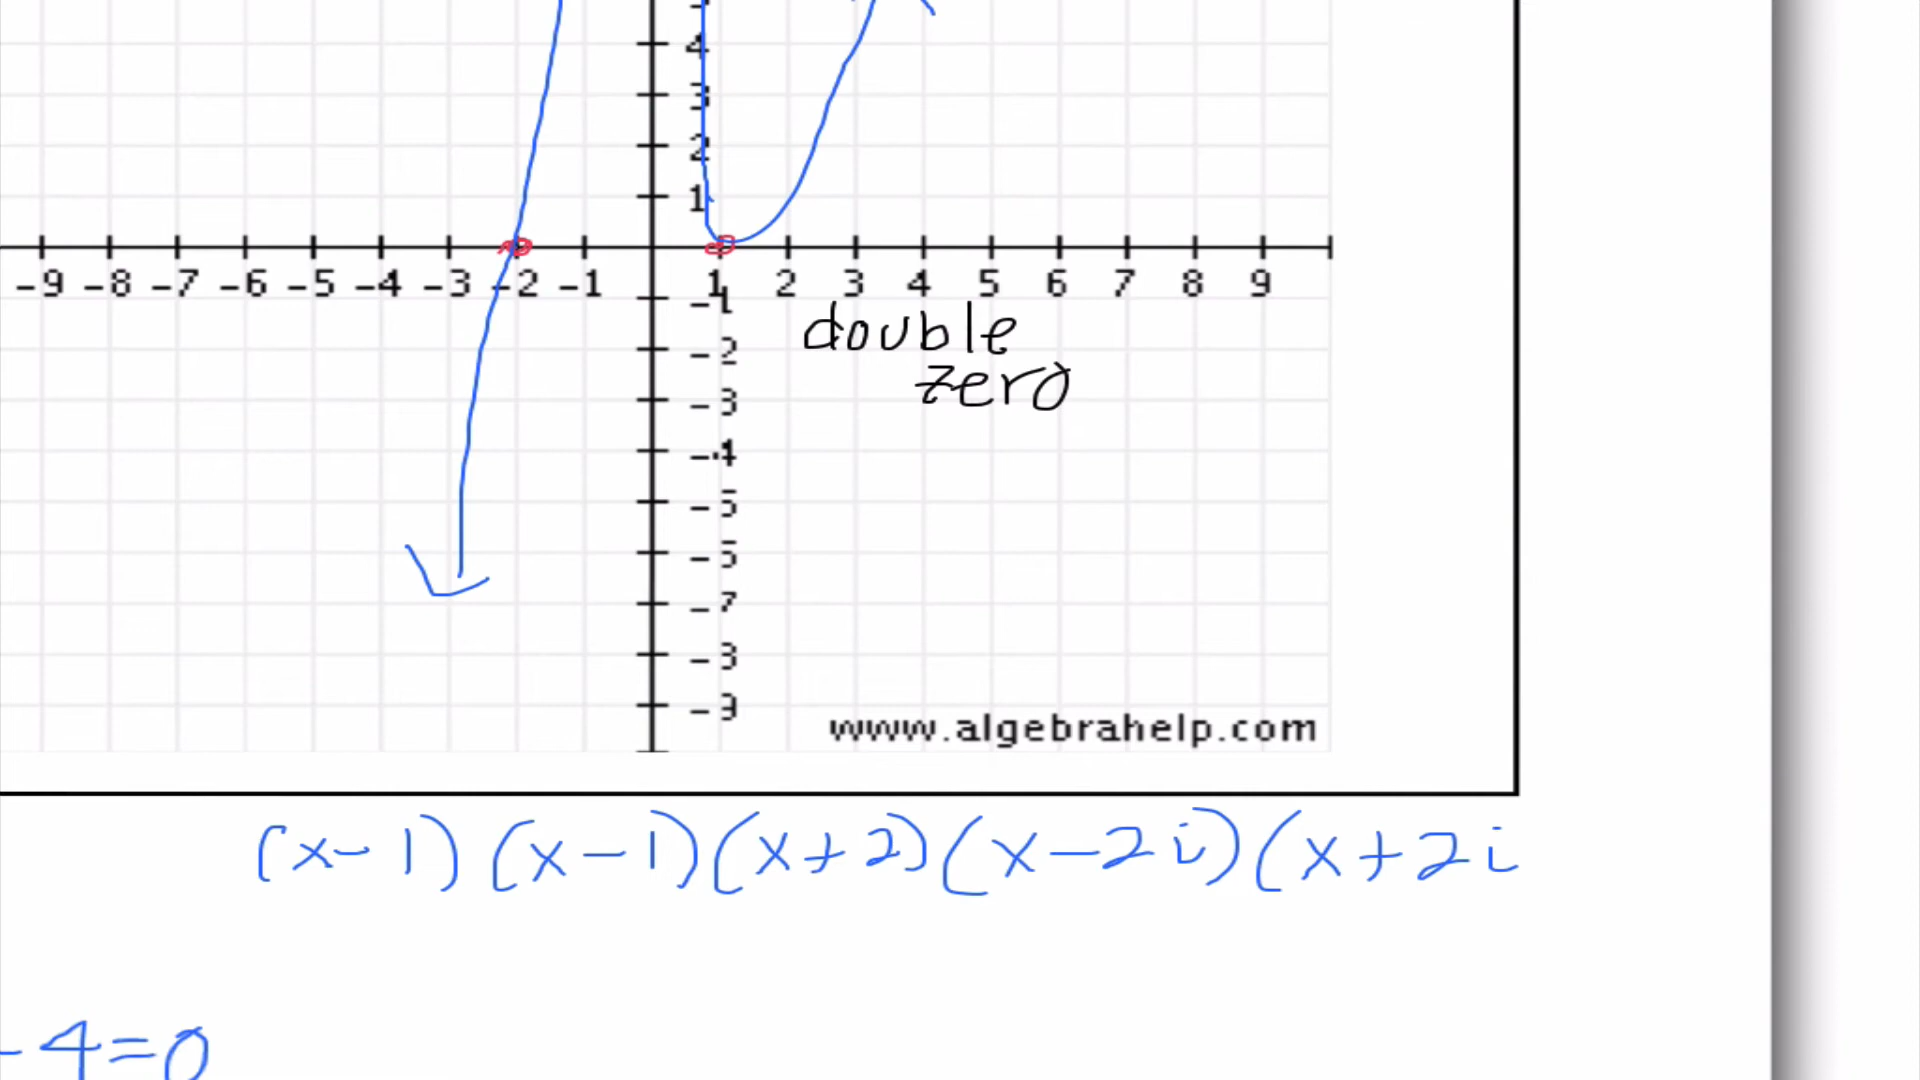 4
3
2
1
-9 -8 -7 -6 -5 -4 -3 -2 -1 1 2 3 4 5 6 7 8 9
-1
double
-2
zero
-3
-4
-5
-5
-7
-3
-3
www.algebrahelp.com
(x-1)(x-1)(x+2)(x-2i)(x+2i
-4=0